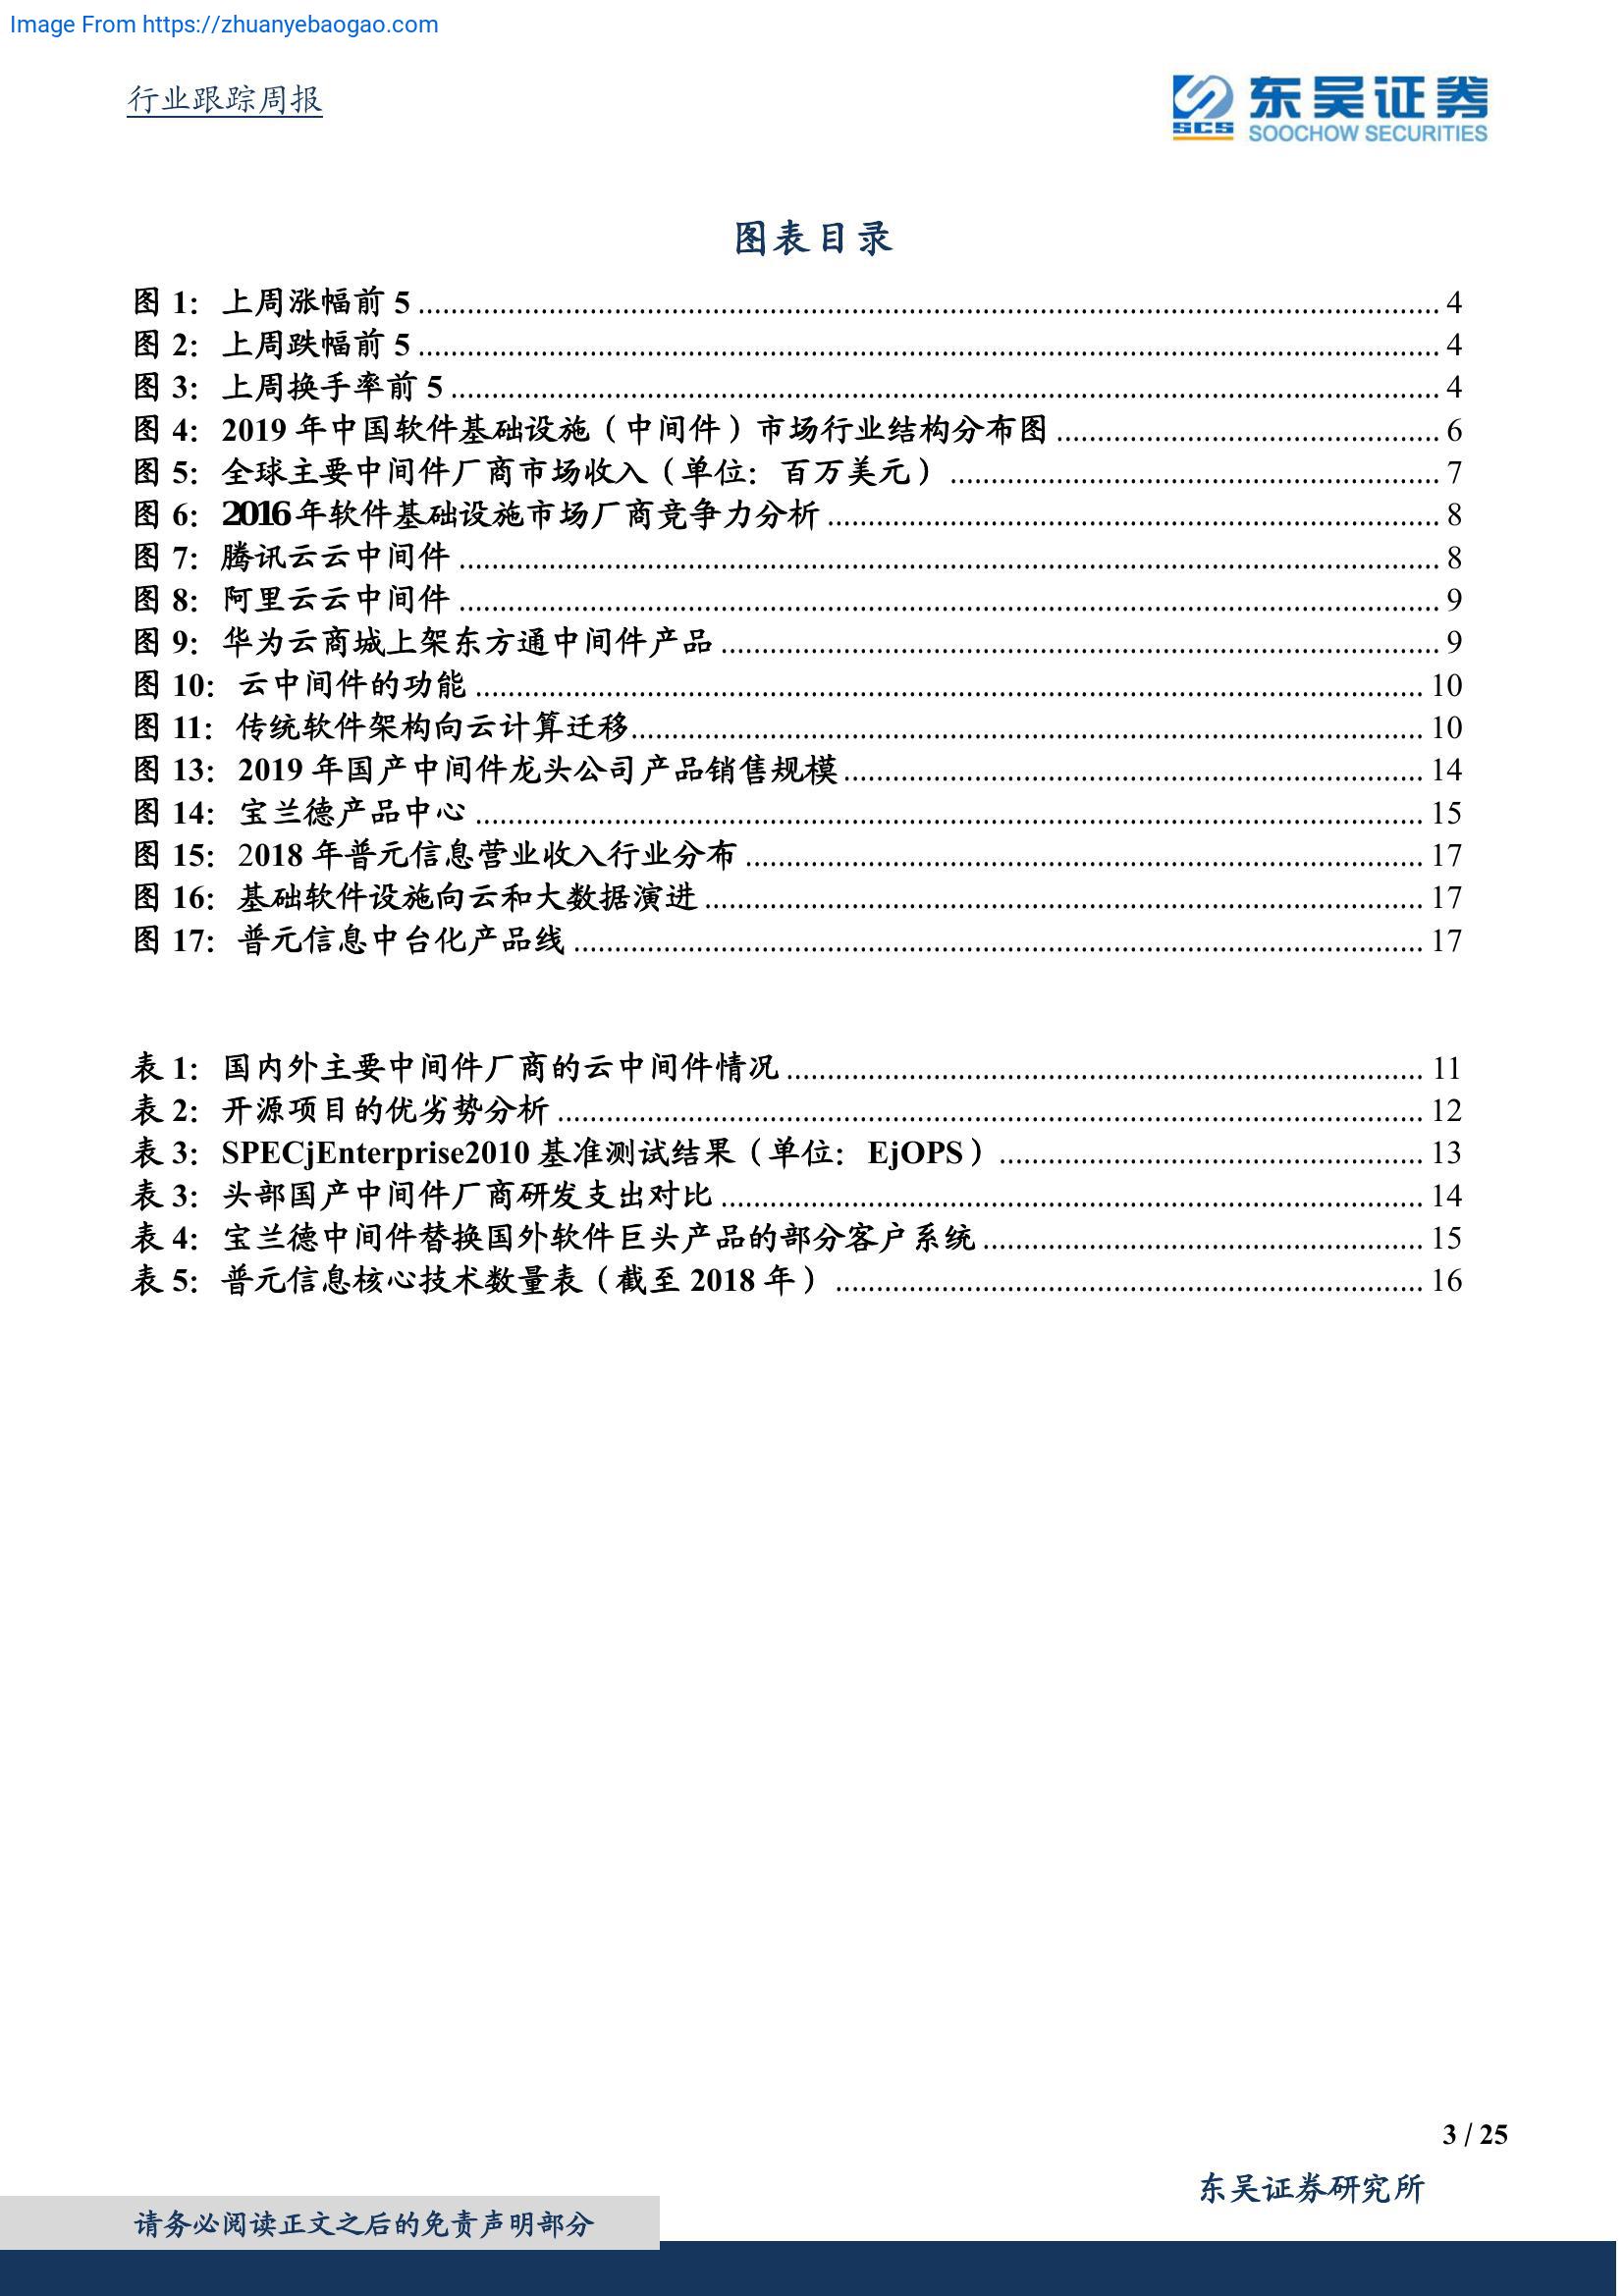 Image From https://zhuanyebaogao.com
行业跟踪周报
东吴证券
SCS
SOOCHOW SECURITIES
图表目录
图 1：上周涨幅前 5 ........ 4
图 2：上周跌幅前 5 ........ 4
图 3：上周换手率前 5 ........ 4
图 4：2019 年中国软件基础设施（中间件）市场行业结构分布图 ........ 6
图 5：全球主要中间件厂商市场收入（单位：百万美元） ........ 7
图 6：2016 年软件基础设施市场厂商竞争力分析 ........ 8
图 7：腾讯云云中间件 ........ 8
图 8：阿里云云中间件 ........ 9
图 9：华为云商城上架东方通中间件产品 ........ 9
图 10：云中间件的功能 ........ 10
图 11：传统软件架构向云计算迁移 ........ 10
图 13：2019 年国产中间件龙头公司产品销售规模 ........ 14
图 14：宝兰德产品中心 ........ 15
图 15：2018 年普元信息营业收入行业分布 ........ 17
图 16：基础软件设施向云和大数据演进 ........ 17
图 17：普元信息中台化产品线 ........ 17
表 1：国内外主要中间件厂商的云中间件情况 ........ 11
表 2：开源项目的优劣势分析 ........ 12
表 3：SPECjEnterprise2010 基准测试结果（单位：EjOPS） ........ 13
表 3：头部国产中间件厂商研发支出对比 ........ 14
表 4：宝兰德中间件替换国外软件巨头产品的部分客户系统 ........ 15
表 5：普元信息核心技术数量表（截至 2018 年） ........ 16
3 / 25
东吴证券研究所
请务必阅读正文之后的免责声明部分